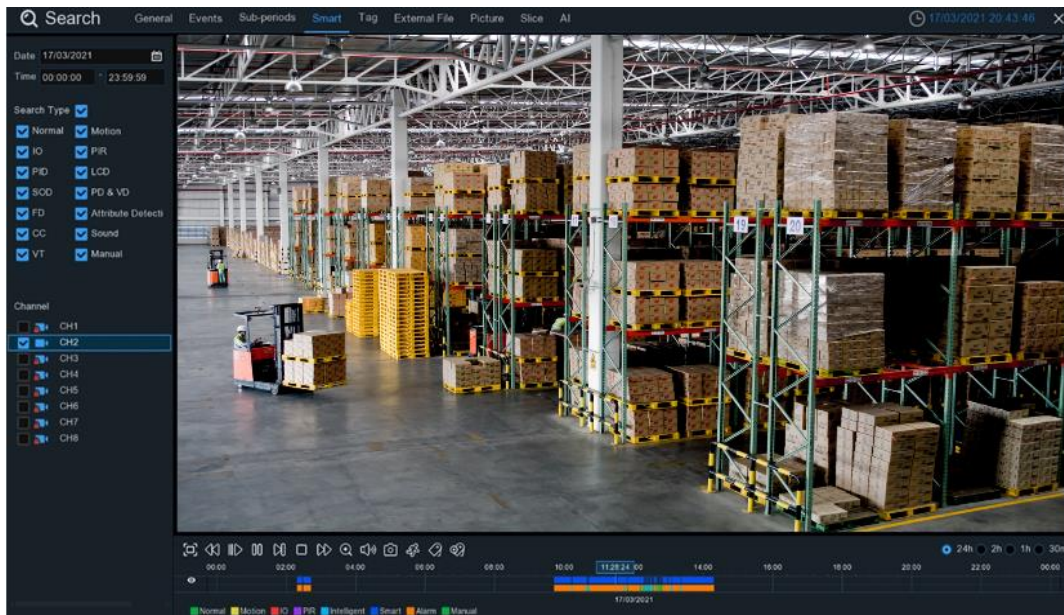 Search General Events Sub-periods Smart Tag External File Picture Slice AI 17/03/2021 20:43:46 X
Date 17/03/2021
Time 00:00:00 - 23:59:59
Search Type
Normal Motion
IO PIR
PID LCD
SOD PD & VD
FD Attribute Detecti
CC Sound
VT Manual
Channel
CH1
CH2
CH3
CH4
CH5
CH6
CH7
CH8
19 20
24h 2h 1h 30m
00:00 02:00 04:00 06:00 08:00 10:00 11:28:24 00 14:00 16:00 18:00 20:00 22:00 00:00
17/03/2021
Normal Motion IO PIR Intelligent Smart Alarm Manual